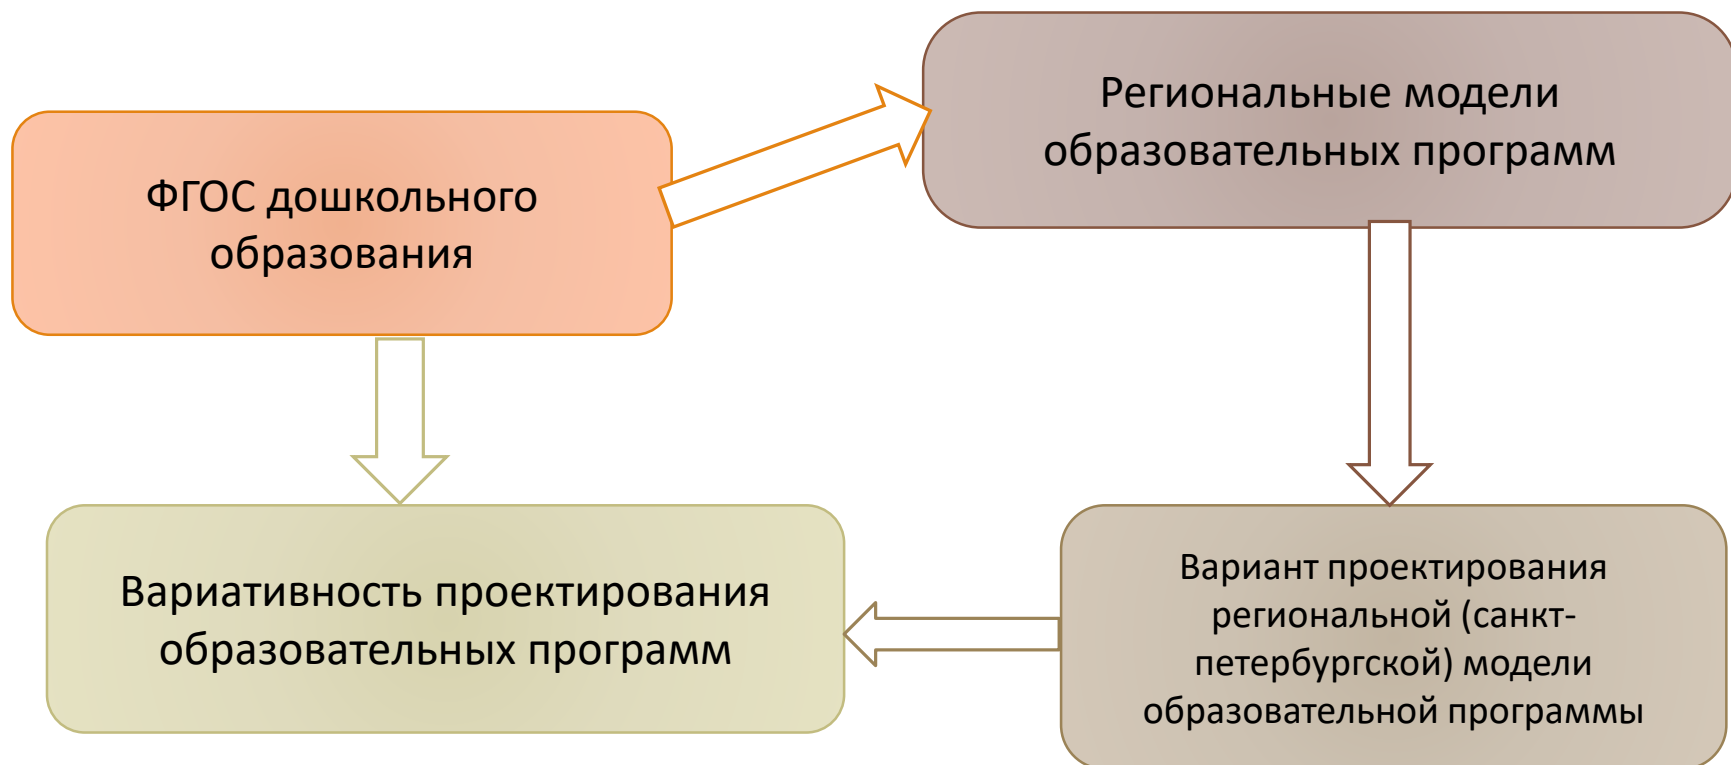 Региональные модели
образовательных программ
ФГОС дошкольного
образования
Вариативность проектирования
образовательных программ
Вариант проектирования
региональной (санкт-
петербургской) модели
образовательной программы